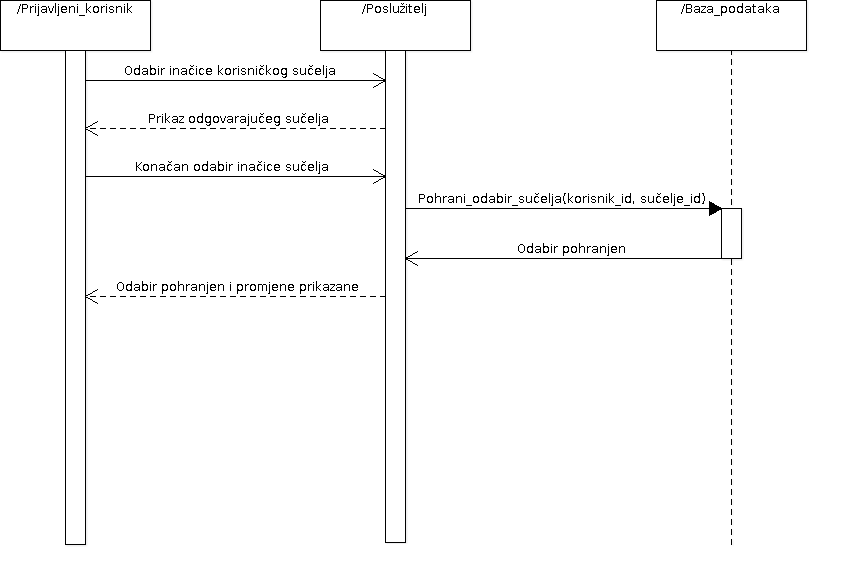 /Prijavljeni_korisnik
/Poslužitelj
/Baza_podataka
Odabir inačice korisničkog sučelja
Prikaz odgovarajučeg sučelja
Konačan odabir inačice sučelja
Pohrani_odabir_sučelja(korisnik_id, sučelje_id)
Odabir pohranjen
Odabir pohranjen i promjene prikazane